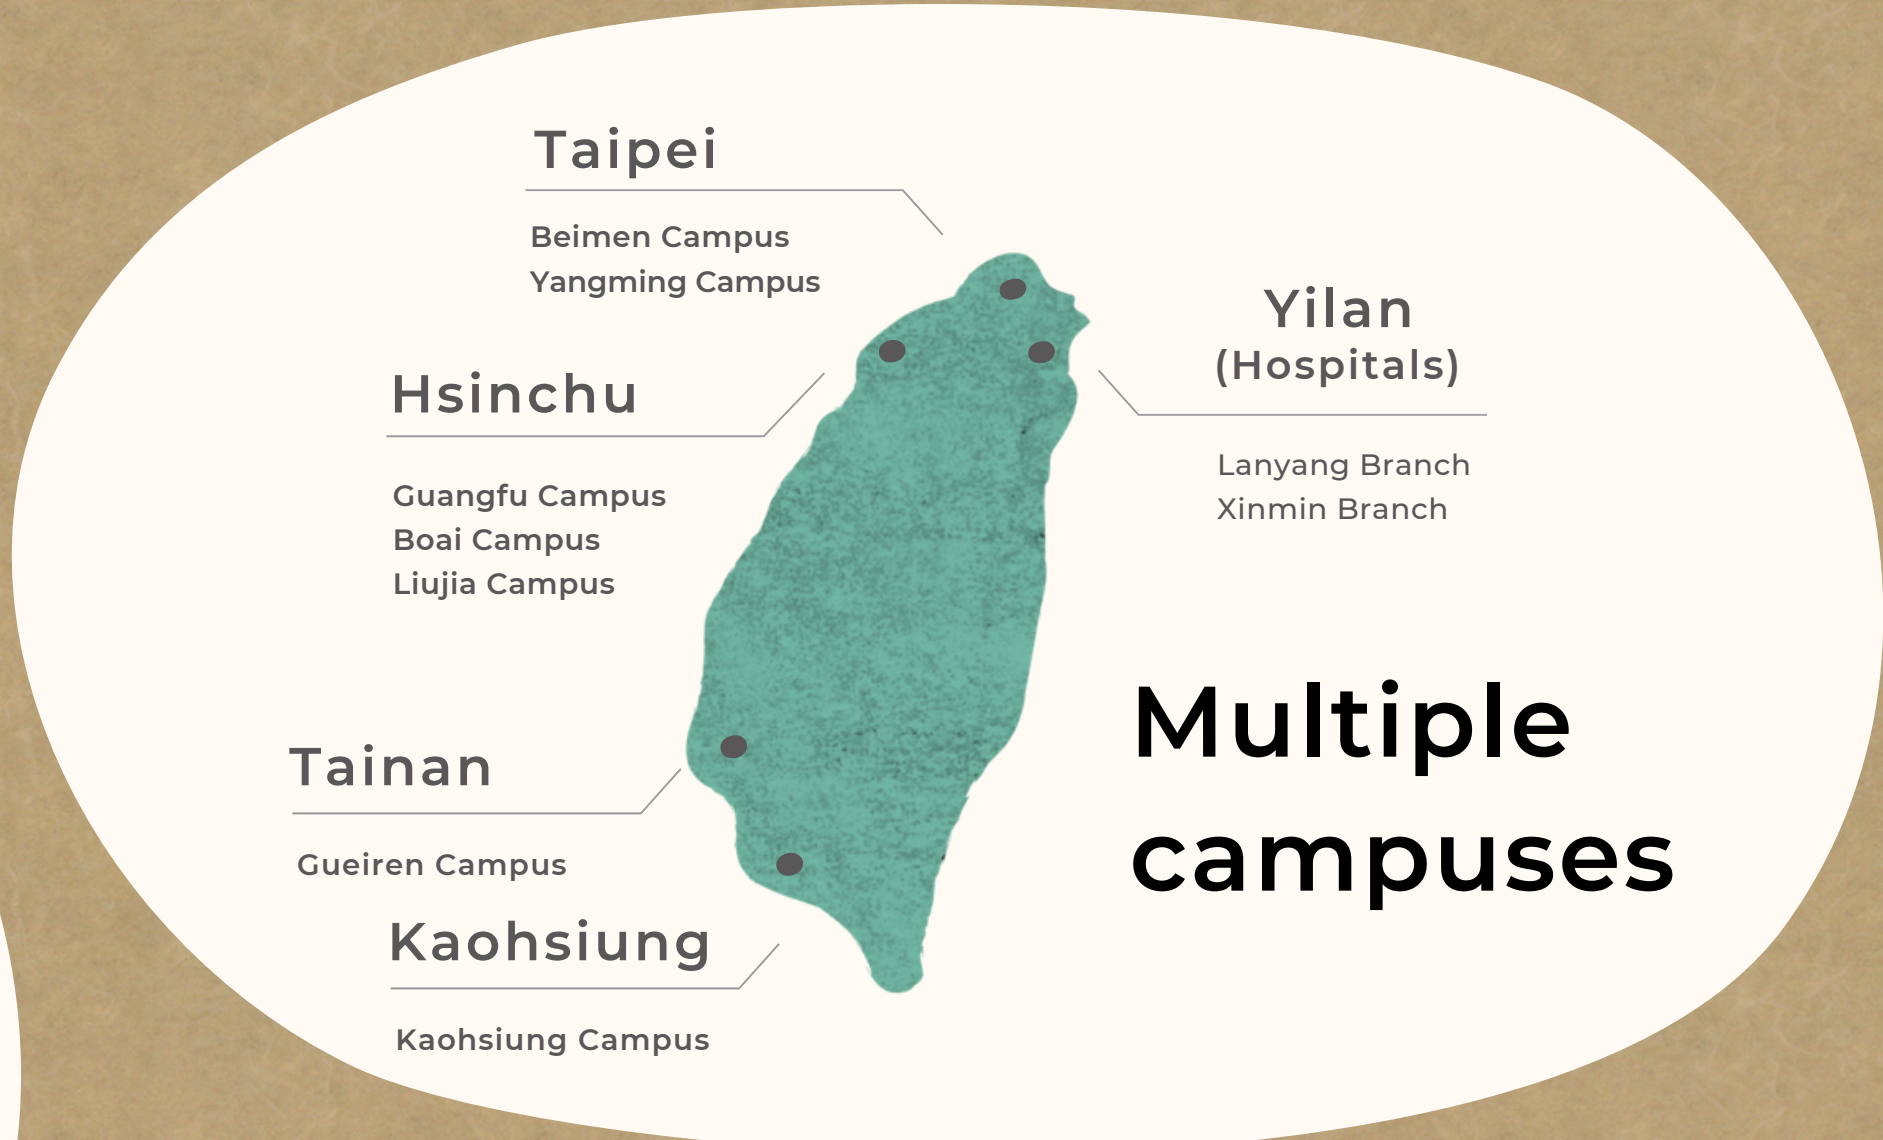 Taipei
Beimen Campus
Yangming Campus
Yilan
(Hospitals)
Lanyang Branch
Xinmin Branch
Hsinchu
Guangfu Campus
Boai Campus
Liujia Campus
Multiple
campuses
Tainan
Gueiren Campus
Kaohsiung
Kaohsiung Campus